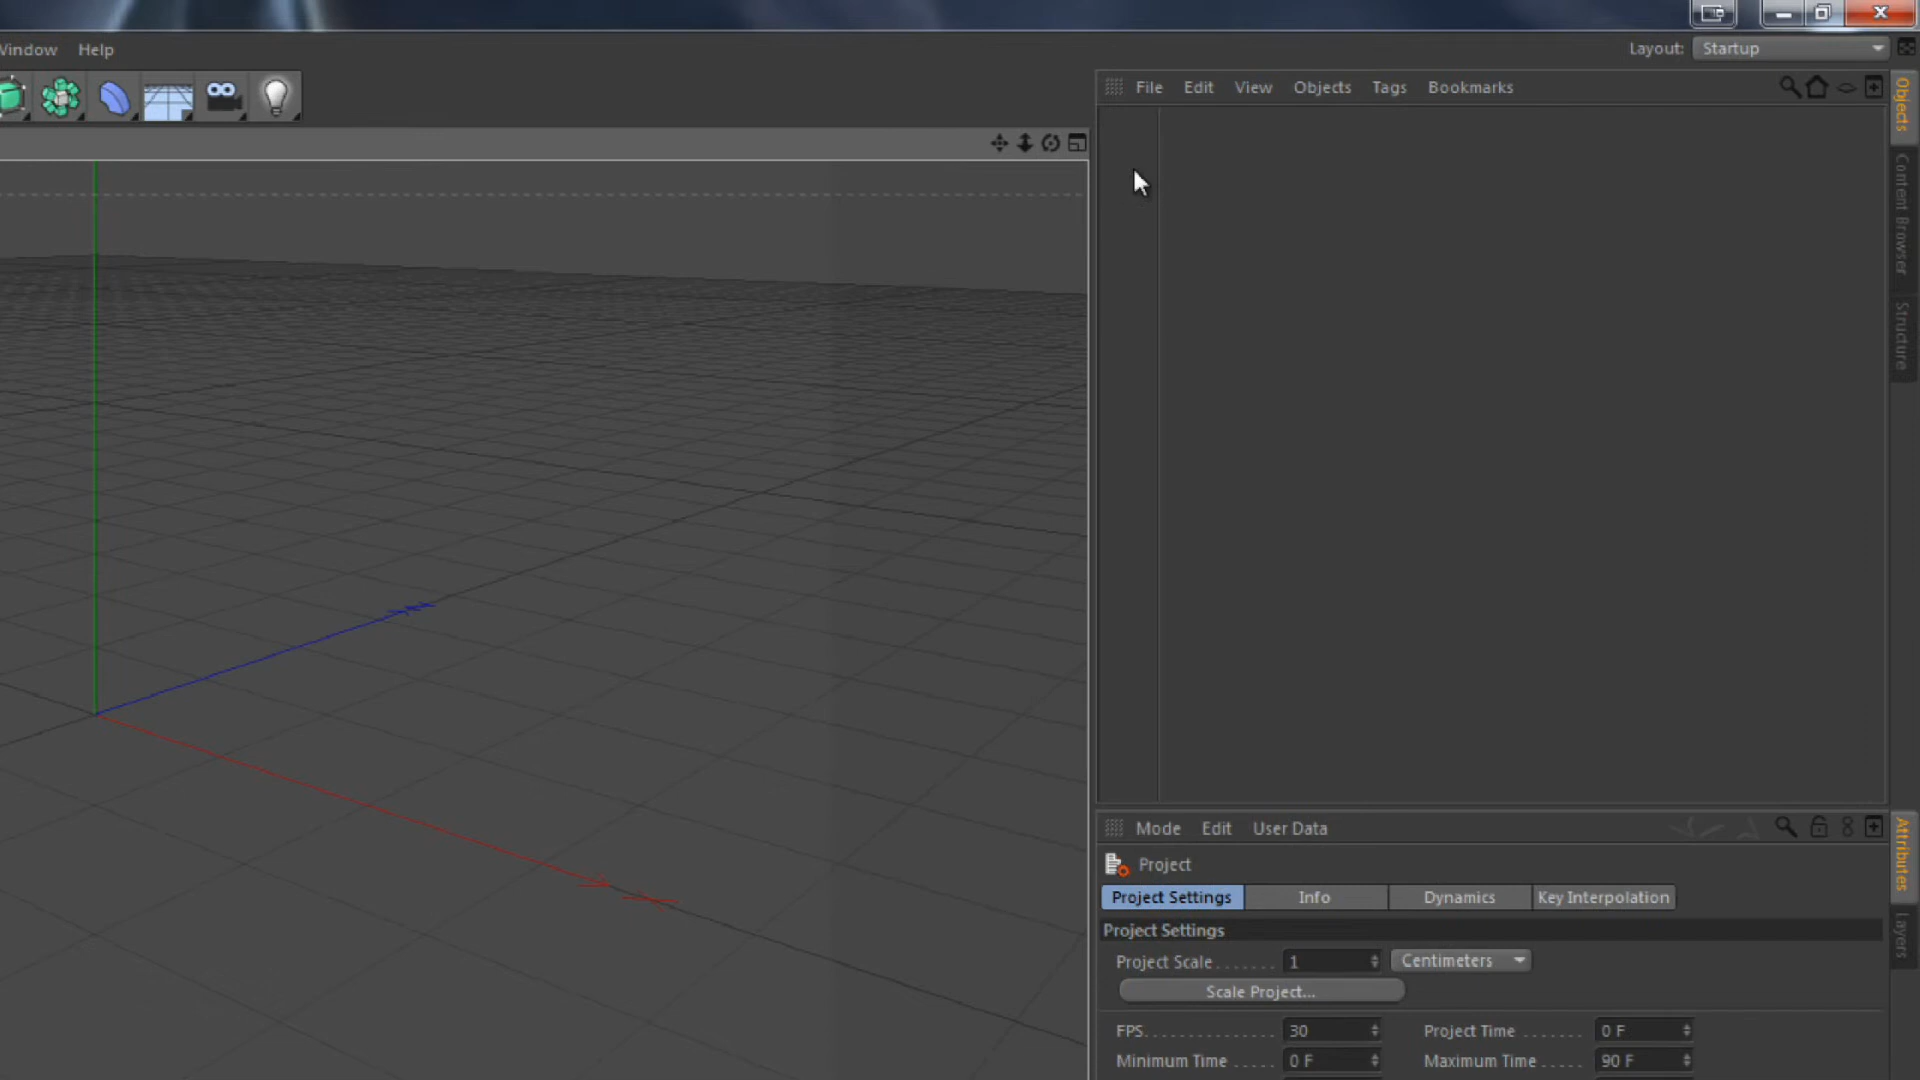 Window Help
Layout: Startup
File Edit View Objects Tags Bookmarks
Objects
Content Browser
Structure
Mode Edit User Data
Attributes
Layers
Project
Project Settings Info Dynamics Key Interpolation
Project Settings
Project Scale....... 1 Centimeters
Scale Project...
FPS............ 30 Project Time ....... 0 F
Minimum Time ..... 0 F Maximum Time..... 90 F